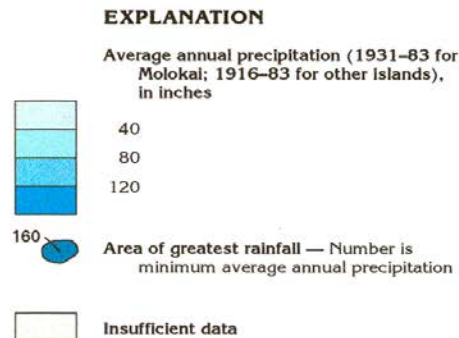 EXPLANATION
Average annual precipitation (1931–83 for
Molokai; 1916–83 for other islands),
in inches
40
80
120
160
Area of greatest rainfall — Number is
minimum average annual precipitation
Insufficient data